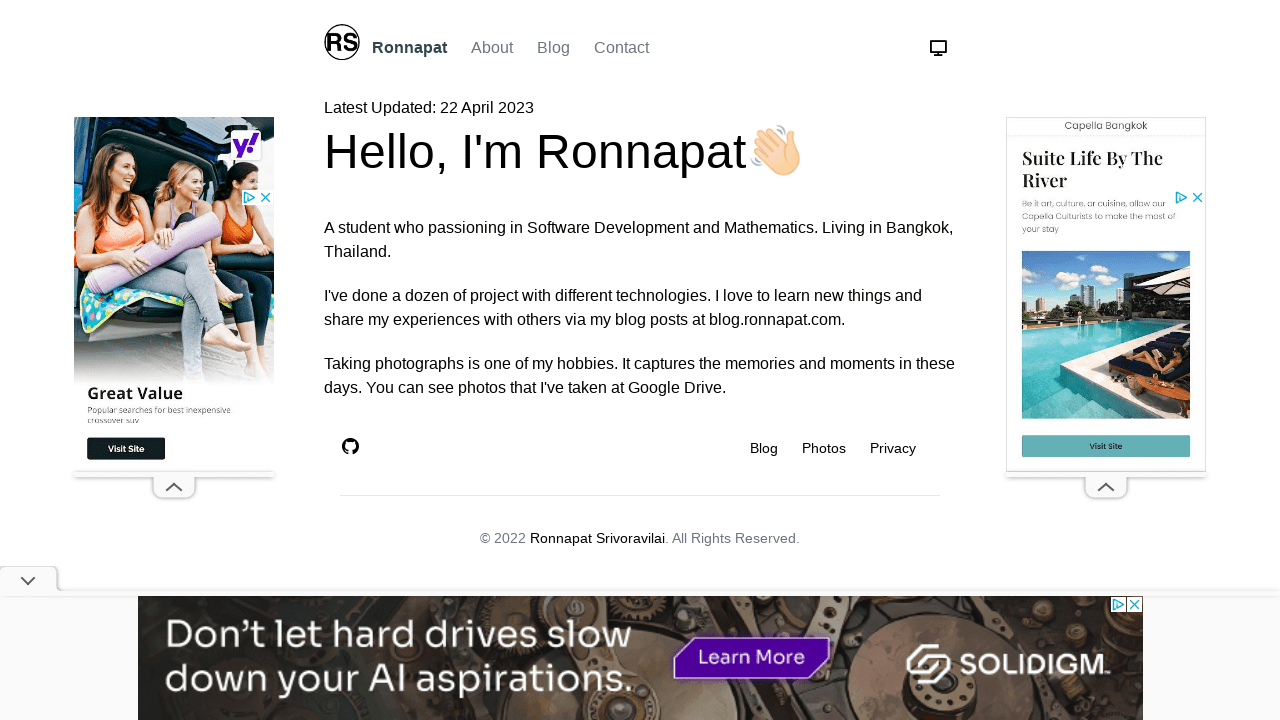 RS
Ronnapat About Blog Contact
Latest Updated: 22 April 2023
Hello, I'm Ronnapat
A student who passioning in Software Development and Mathematics. Living in Bangkok,
Thailand.
I've done a dozen of project with different technologies. I love to learn new things and
share my experiences with others via my blog posts at blog.ronnapat.com.
Taking photographs is one of my hobbies. It captures the memories and moments in these
days. You can see photos that I've taken at Google Drive.
Blog Photos Privacy
© 2022 Ronnapat Srivoravilai. All Rights Reserved.
y!
Great Value
Popular searches for best inexpensive
crossover suv
Visit Site
Capella Bangkok
Suite Life By The
River
Be it art, culture, or cuisine, allow our
Capella Culturists to make the most of
your stay
Visit Site
Don't let hard drives slow
down your AI aspirations.
Learn More
SOLIDIGM™